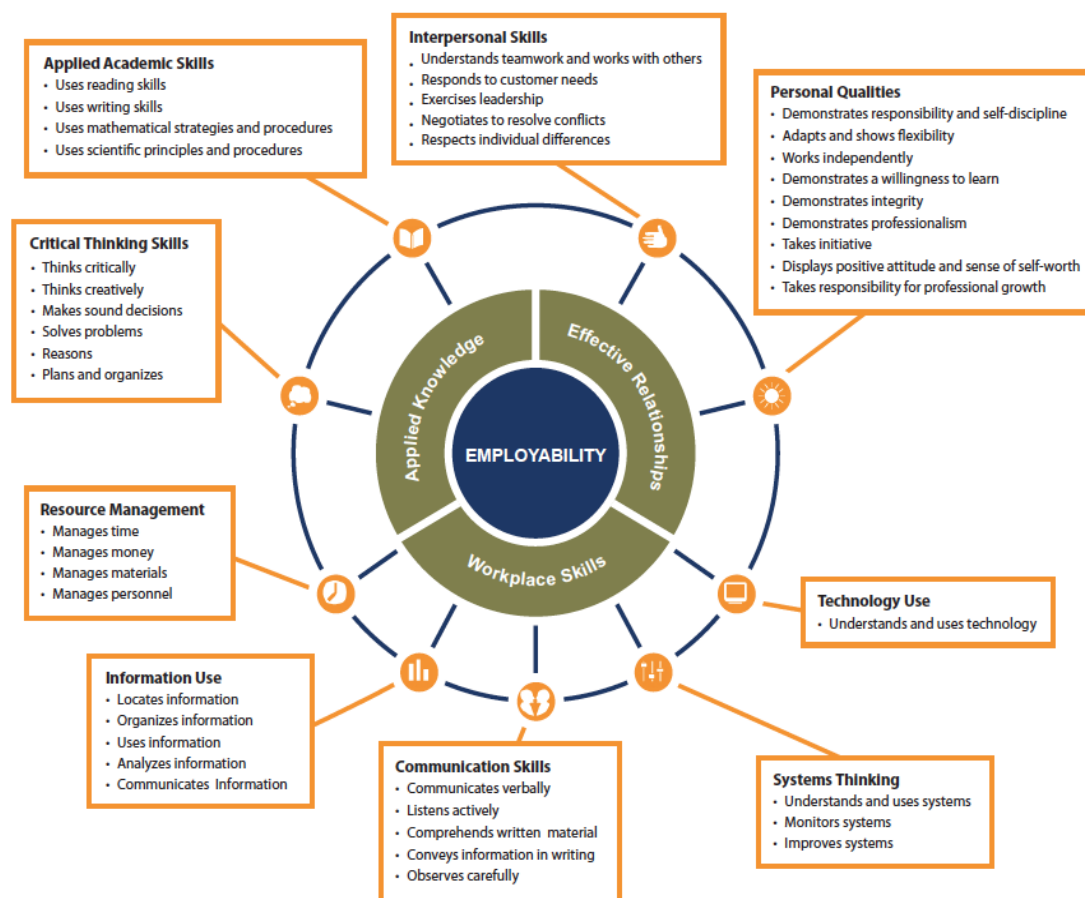 Interpersonal Skills
Understands teamwork and works with others
Responds to customer needs
Exercises leadership
Negotiates to resolve conflicts
Respects individual differences
Applied Academic Skills
• Uses reading skills
• Uses writing skills
• Uses mathematical strategies and procedures
• Uses scientific principles and procedures
Personal Qualities
• Demonstrates responsibility and self-discipline
• Adapts and shows flexibility
• Works independently
• Demonstrates a willingness to learn
• Demonstrates integrity
• Demonstrates professionalism
• Takes initiative
• Displays positive attitude and sense of self-worth
• Takes responsibility for professional growth
Critical Thinking Skills
• Thinks critically
• Thinks creatively
• Makes sound decisions
• Solves problems
• Reasons
• Plans and organizes
Applied Knowledge
Effective Relationships
EMPLOYABILITY
Workplace Skills
Resource Management
• Manages time
• Manages money
• Manages materials
• Manages personnel
Technology Use
• Understands and uses technology
Information Use
• Locates information
• Organizes information
• Uses information
• Analyzes information
• Communicates Information
Communication Skills
• Communicates verbally
• Listens actively
• Comprehends written material
• Conveys information in writing
• Observes carefully
Systems Thinking
• Understands and uses systems
• Monitors systems
• Improves systems